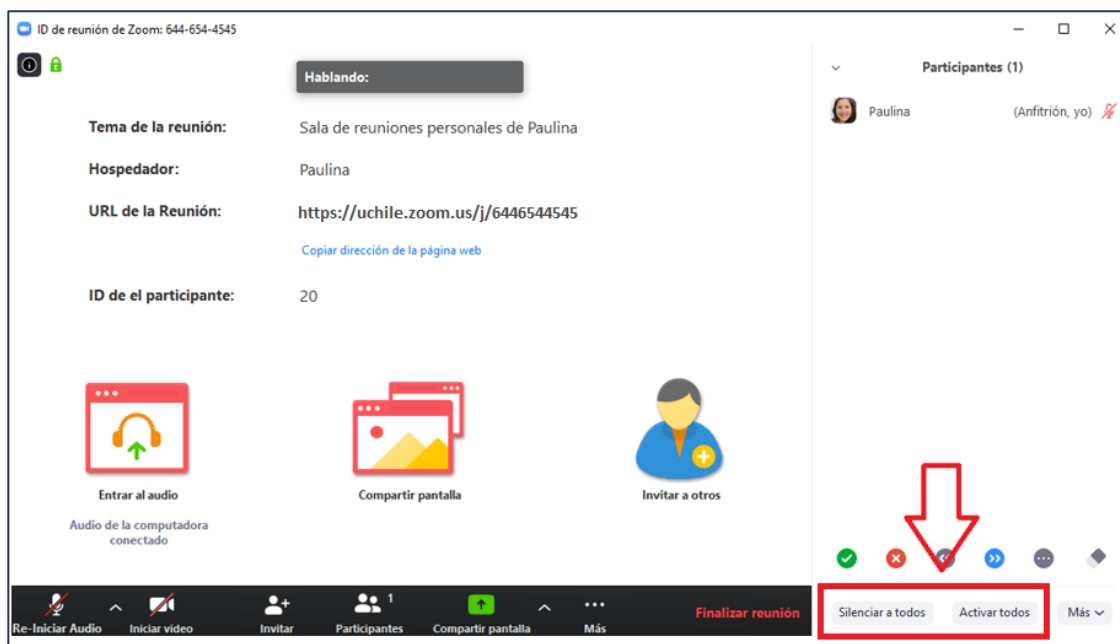 ID de reunión de Zoom: 644-654-4545
Hablando:
Participantes (1)
Paulina (Anfitrión, yo)
Tema de la reunión: Sala de reuniones personales de Paulina
Hospedador: Paulina
URL de la Reunión: https://uchile.zoom.us/j/6446544545
Copiar dirección de la página web
ID de el participante: 20
Entrar al audio
Compartir pantalla
Invitar a otros
Audio de la computadora
conectado
Re-Iniciar Audio
Iniciar video
Invitar
1
Participantes
Compartir pantalla
Más
Finalizar reunión
Silenciar a todos
Activar todos
Más